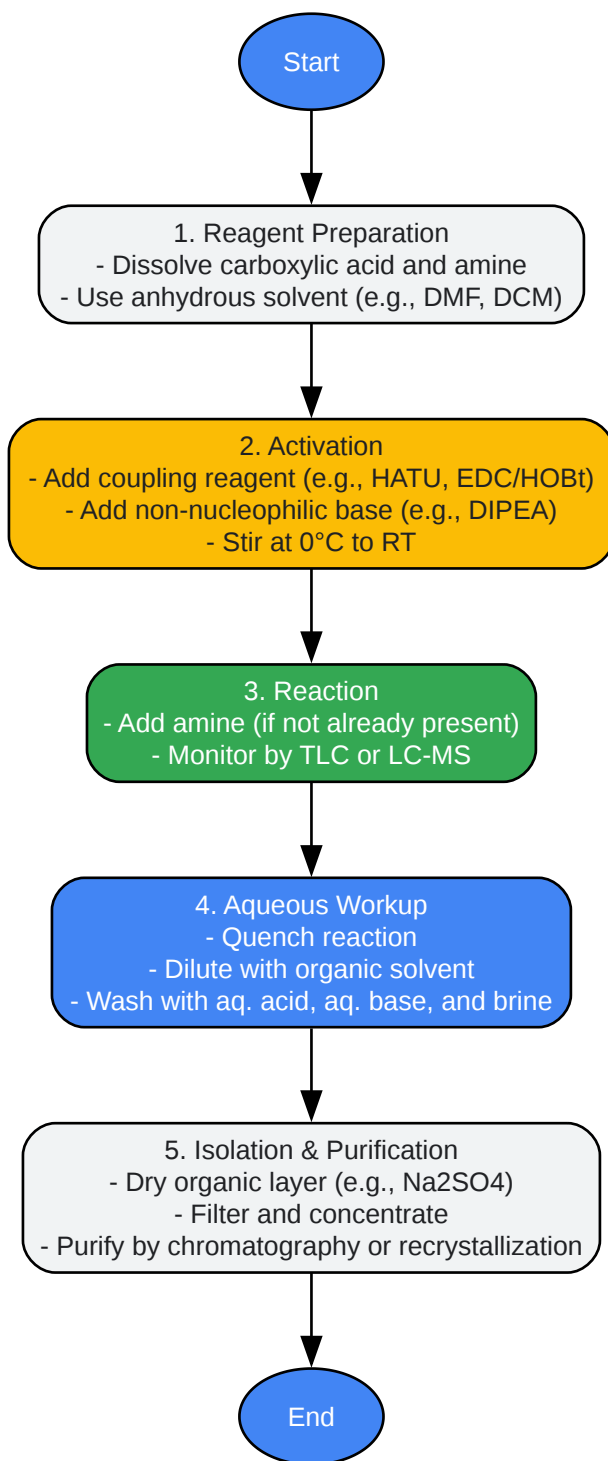 Start
1. Reagent Preparation
- Dissolve carboxylic acid and amine
- Use anhydrous solvent (e.g., DMF, DCM)
2. Activation
- Add coupling reagent (e.g., HATU, EDC/HOBt)
- Add non-nucleophilic base (e.g., DIPEA)
- Stir at 0°C to RT
3. Reaction
- Add amine (if not already present)
- Monitor by TLC or LC-MS
4. Aqueous Workup
- Quench reaction
- Dilute with organic solvent
- Wash with aq. acid, aq. base, and brine
5. Isolation & Purification
- Dry organic layer (e.g., Na2SO4)
- Filter and concentrate
- Purify by chromatography or recrystallization
End